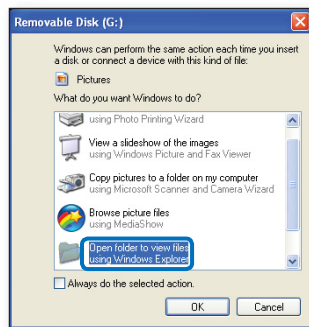 Removable Disk (G:)
Windows can perform the same action each time you insert
a disk or connect a device with this kind of file:
Pictures
What do you want Windows to do?
using Photo Printing Wizard
View a slideshow of the images
using Windows Picture and Fax Viewer
Copy pictures to a folder on my computer
using Microsoft Scanner and Camera Wizard
Browse picture files
using MediaShow
Open folder to view files
using Windows Explorer
Always do the selected action.
OK
Cancel